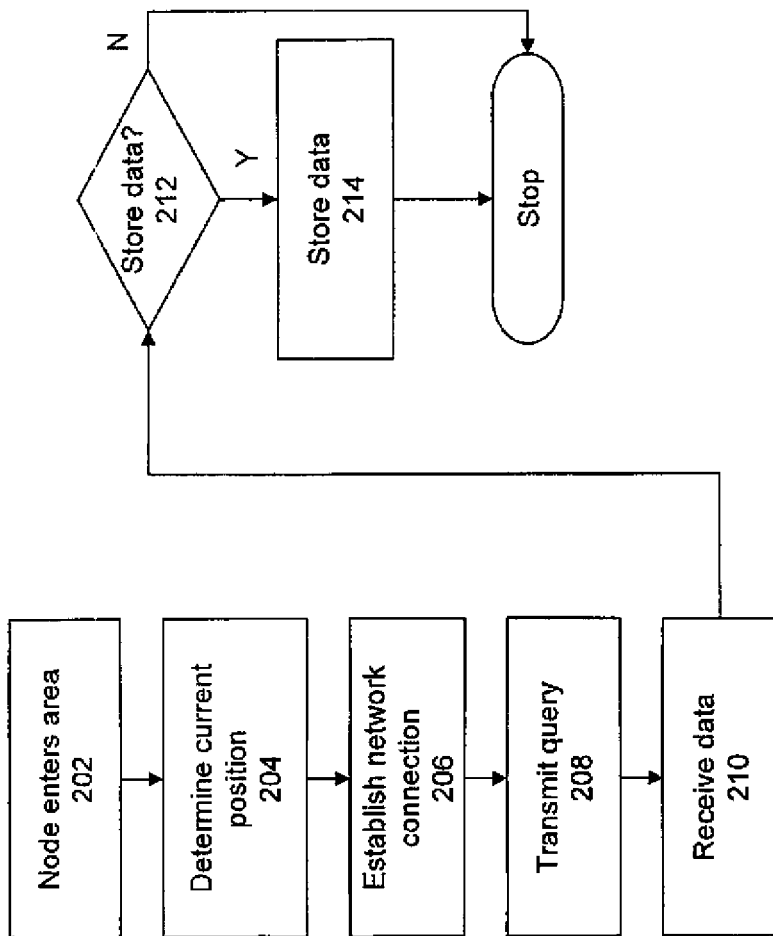 Node enters area
202
Determine current
position
204
Establish network
connection
206
Transmit query
208
Receive data
210
Store data?
212
N
Y
Store data
214
Stop